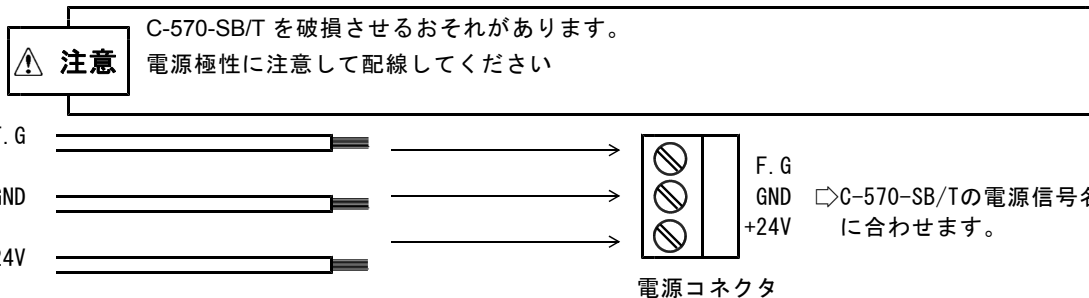 C-570-SB/T を破損させるおそれがあります。
⚠ 注意
電源極性に注意して配線してください
.G
F.G
ND
GND
⇨C-570-SB/Tの電源信号名
24V
+24V
に合わせます。
電源コネクタ